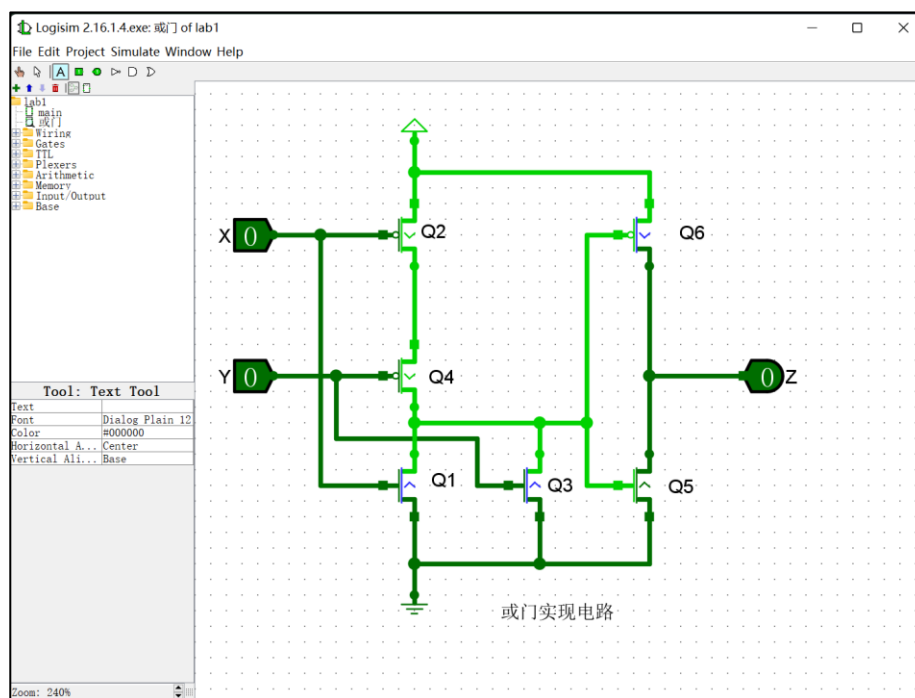 Logisim 2.16.1.4.exe: 或门 of lab1
File Edit Project Simulate Window Help
A
lab1
main
或门
Wiring
Gates
TTL
Plexers
Arithmetic
Memory
Input/Output
Base
Tool: Text Tool
Text
Font Dialog Plain 12
Color #000000
Horizontal A... Center
Vertical Ali... Base
Zoom: 240%
X 0 Q2 Q6
Y 0 Q4 0 Z
Q1 Q3 Q5
或门实现电路